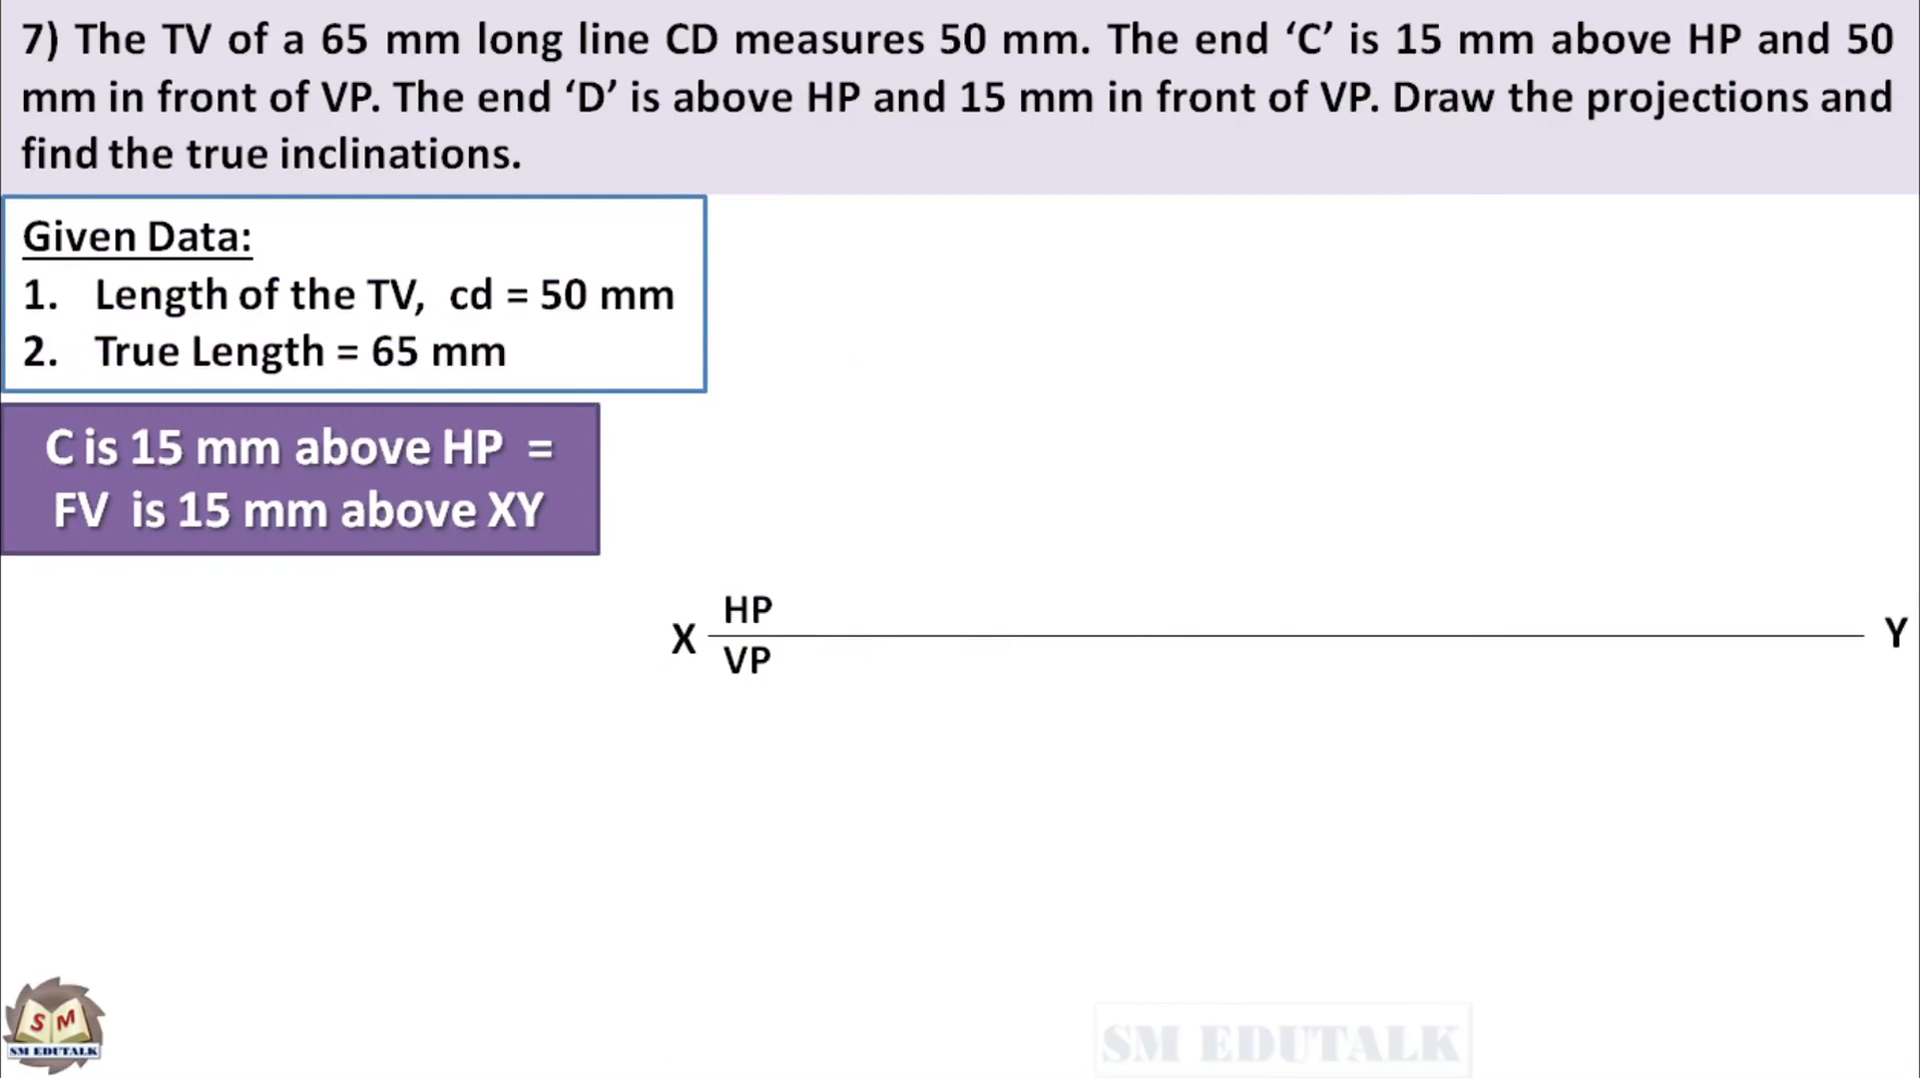 7) The TV of a 65 mm long line CD measures 50 mm. The end ‘C’ is 15 mm above HP and 50
mm in front of VP. The end ‘D’ is above HP and 15 mm in front of VP. Draw the projections and
find the true inclinations.
Given Data:
1. Length of the TV, cd = 50 mm
2. True Length = 65 mm
C is 15 mm above HP =
FV is 15 mm above XY
HP
X Y
VP
S M
SM EDUTALK
SM EDUTALK